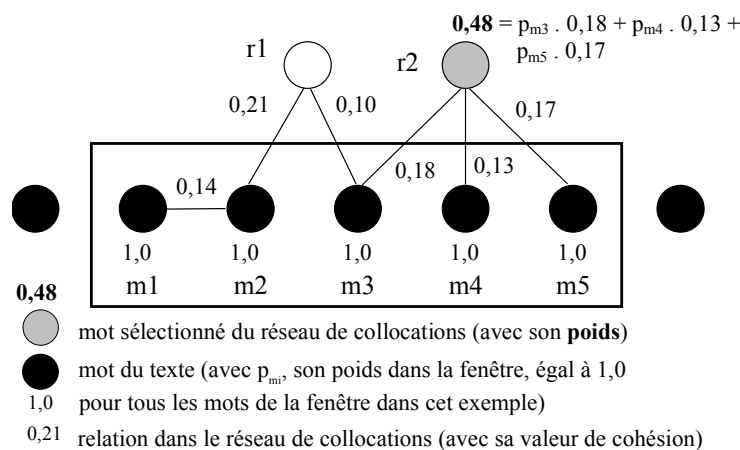 0,48 = pm3 . 0,18 + pm4 . 0,13 +
pm5 . 0,17
r1
r2
0,21
0,10
0,17
0,14
0,18
0,13
1,0 1,0 1,0 1,0 1,0
m1 m2 m3 m4 m5
0,48
mot sélectionné du réseau de collocations (avec son poids)
mot du texte (avec pmi, son poids dans la fenêtre, égal à 1,0
1,0 pour tous les mots de la fenêtre dans cet exemple)
0,21 relation dans le réseau de collocations (avec sa valeur de cohésion)